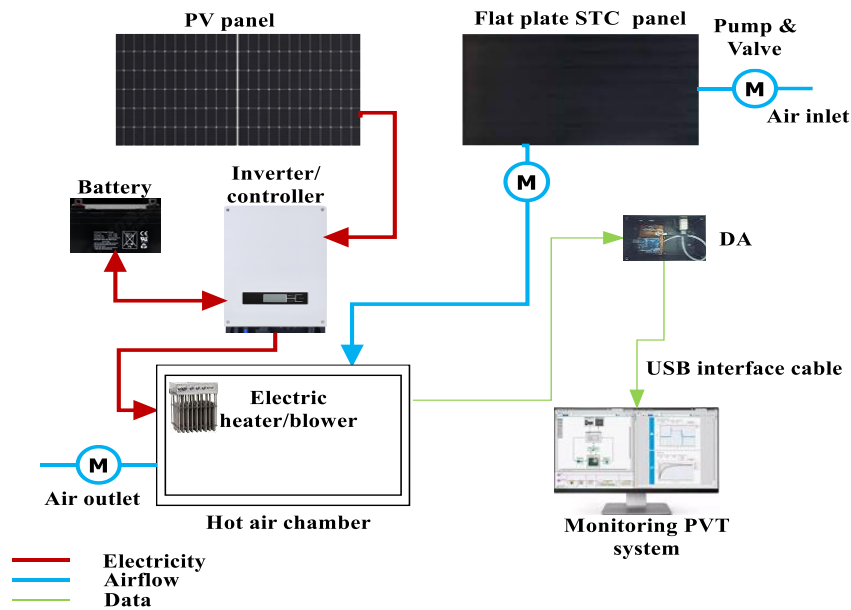 PV panel
Flat plate STC panel
Pump &
Valve
M
Air inlet
Inverter/
controller
Battery
M
DA
USB interface cable
Electric
heater/blower
M
Air outlet
Hot air chamber
Monitoring PVT
system
Electricity
Airflow
Data